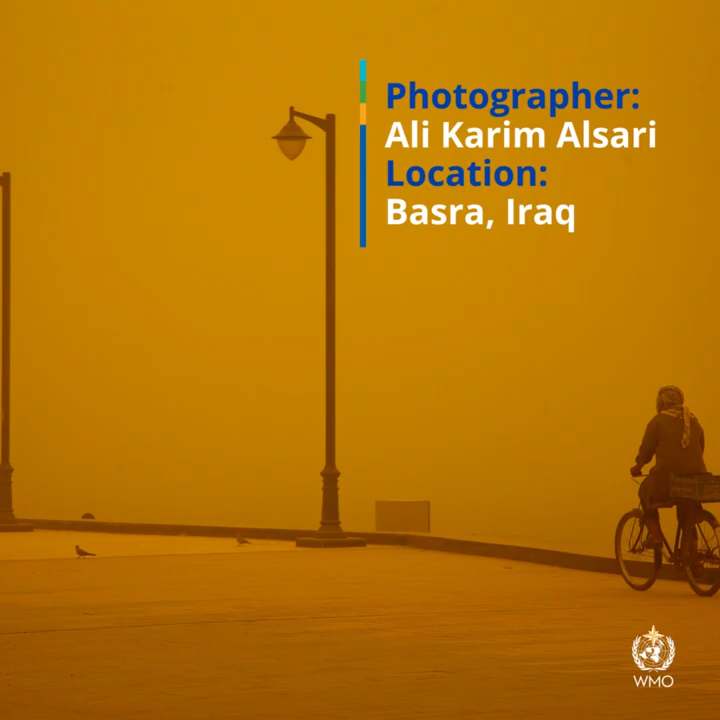 Photographer:
Ali Karim Alsari
Location:
Basra, Iraq
WMO